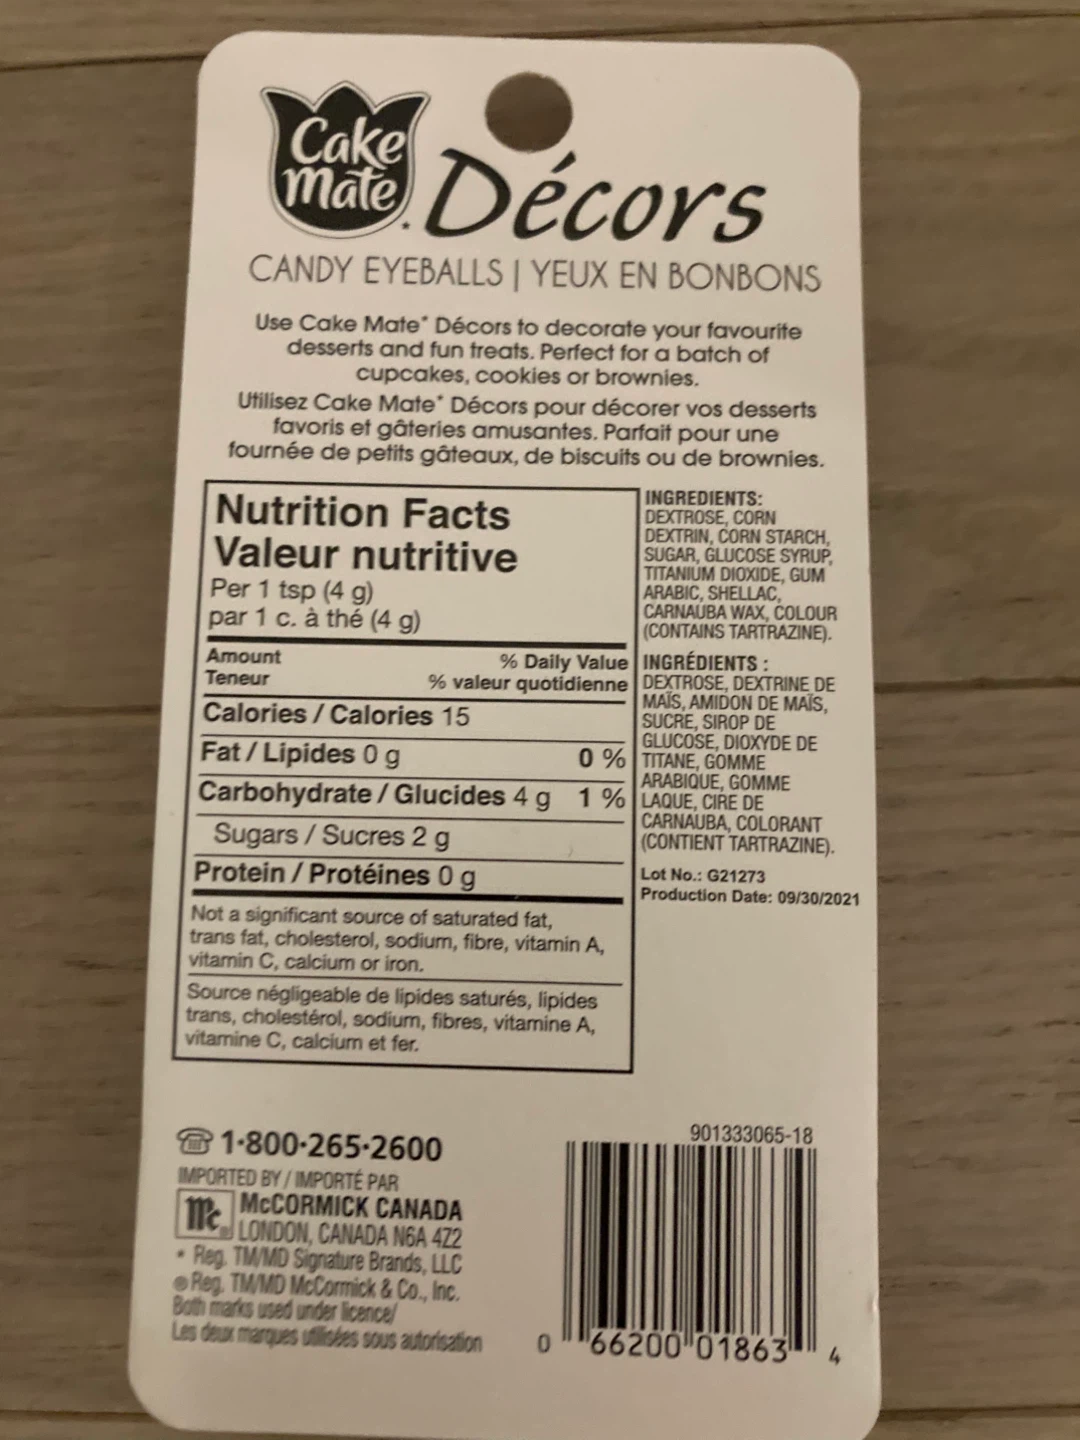 Cake
Mate
Décors
CANDY EYEBALLS | YEUX EN BONBONS
Use Cake Mate* Décors to decorate your favourite
desserts and fun treats. Perfect for a batch of
cupcakes, cookies or brownies.
Utilisez Cake Mate* Décors pour décorer vos desserts
favoris et gâteries amusantes. Parfait pour une
fournée de petits gâteaux, de biscuits ou de brownies.
Nutrition Facts
Valeur nutritive
Per 1 tsp (4 g)
par 1 c. à thé (4 g)
Amount % Daily Value
Teneur % valeur quotidienne
Calories / Calories 15
Fat / Lipides 0 g 0 %
Carbohydrate / Glucides 4 g 1 %
Sugars / Sucres 2 g
Protein / Protéines 0 g
Not a significant source of saturated fat,
trans fat, cholesterol, sodium, fibre, vitamin A,
vitamin C, calcium or iron.
Source négligeable de lipides saturés, lipides
trans, cholestérol, sodium, fibres, vitamine A,
vitamine C, calcium et fer.
INGREDIENTS:
DEXTROSE, CORN
DEXTRIN, CORN STARCH,
SUGAR, GLUCOSE SYRUP,
TITANIUM DIOXIDE, GUM
ARABIC, SHELLAC,
CARNAUBA WAX, COLOUR
(CONTAINS TARTRAZINE).
INGRÉDIENTS :
DEXTROSE, DEXTRINE DE
MAÏS, AMIDON DE MAÏS,
SUCRE, SIROP DE
GLUCOSE, DIOXYDE DE
TITANE, GOMME
ARABIQUE, GOMME
LAQUE, CIRE DE
CARNAUBA, COLORANT
(CONTIENT TARTRAZINE).
Lot No.: G21273
Production Date: 09/30/2021
1-800-265-2600
IMPORTED BY / IMPORTÉ PAR
Mc® McCORMICK CANADA
LONDON, CANADA N6A 4Z2
* Reg. TM/MD Signature Brands, LLC
® Reg. TM/MD McCormick & Co., Inc.
Both marks used under licence/
Les deux marques utilisées sous autorisation
901333065-18
0 66200 01863 4